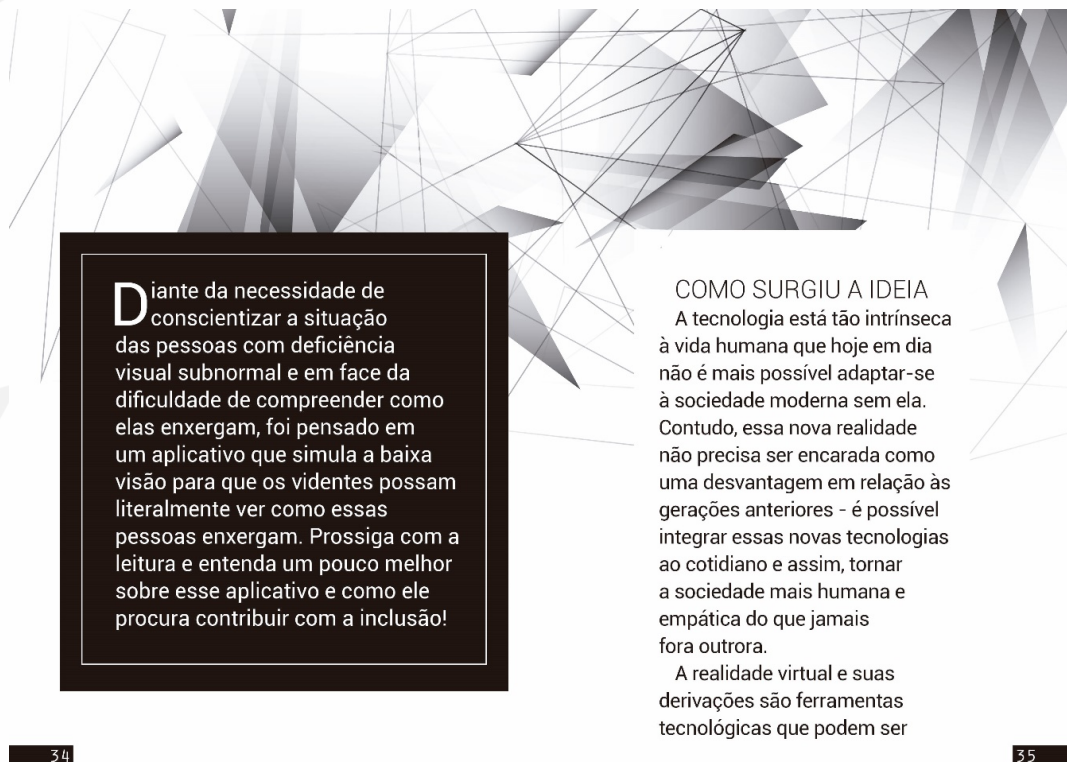 Diante da necessidade de
conscientizar a situação
das pessoas com deficiência
visual subnormal e em face da
dificuldade de compreender como
elas enxergam, foi pensado em
um aplicativo que simula a baixa
visão para que os videntes possam
literalmente ver como essas
pessoas enxergam. Prossiga com a
leitura e entenda um pouco melhor
sobre esse aplicativo e como ele
procura contribuir com a inclusão!
34
COMO SURGIU A IDEIA
A tecnologia está tão intrínseca
à vida humana que hoje em dia
não é mais possível adaptar-se
à sociedade moderna sem ela.
Contudo, essa nova realidade
não precisa ser encarada como
uma desvantagem em relação às
gerações anteriores - é possível
integrar essas novas tecnologias
ao cotidiano e assim, tornar
a sociedade mais humana e
empática do que jamais
fora outrora.
A realidade virtual e suas
derivações são ferramentas
tecnológicas que podem ser
35